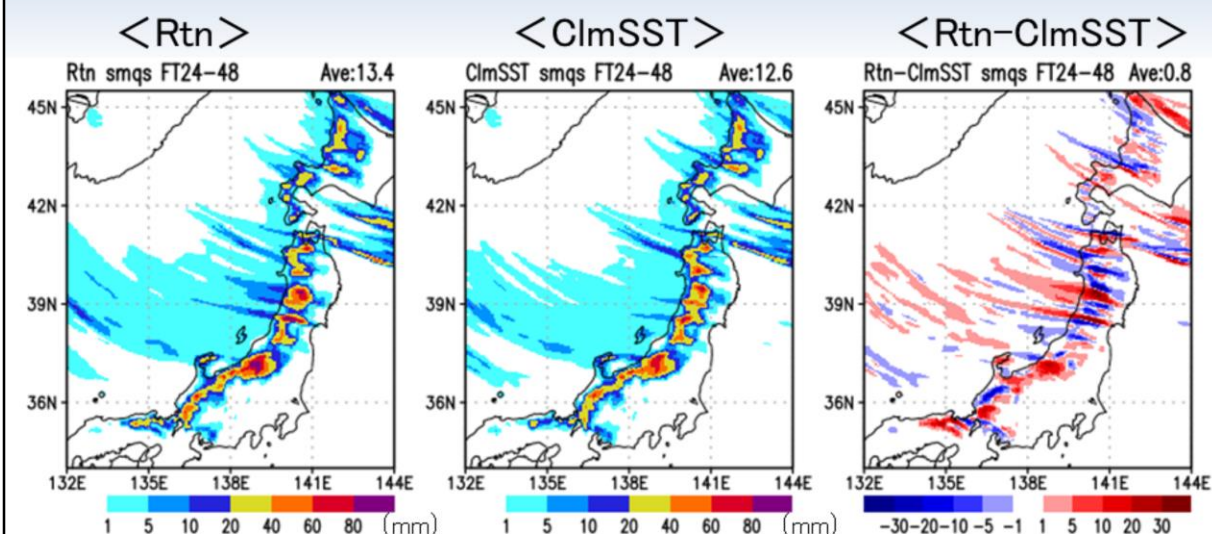 ＜Rtn＞ ＜ClmSST＞ ＜Rtn−ClmSST＞
Rtn smqs FT24-48 Ave:13.4 ClmSST smqs FT24-48 Ave:12.6 Rtn-ClmSST smqs FT24-48 Ave:0.8
45N 45N 45N
42N 42N 42N
39N 39N 39N
36N 36N 36N
132E 135E 138E 141E 144E 132E 135E 138E 141E 144E 132E 135E 138E 141E 144E
1 5 10 20 40 60 80 (mm) 1 5 10 20 40 60 80 (mm) -30 -20 -10 -5 -1 1 5 10 20 30